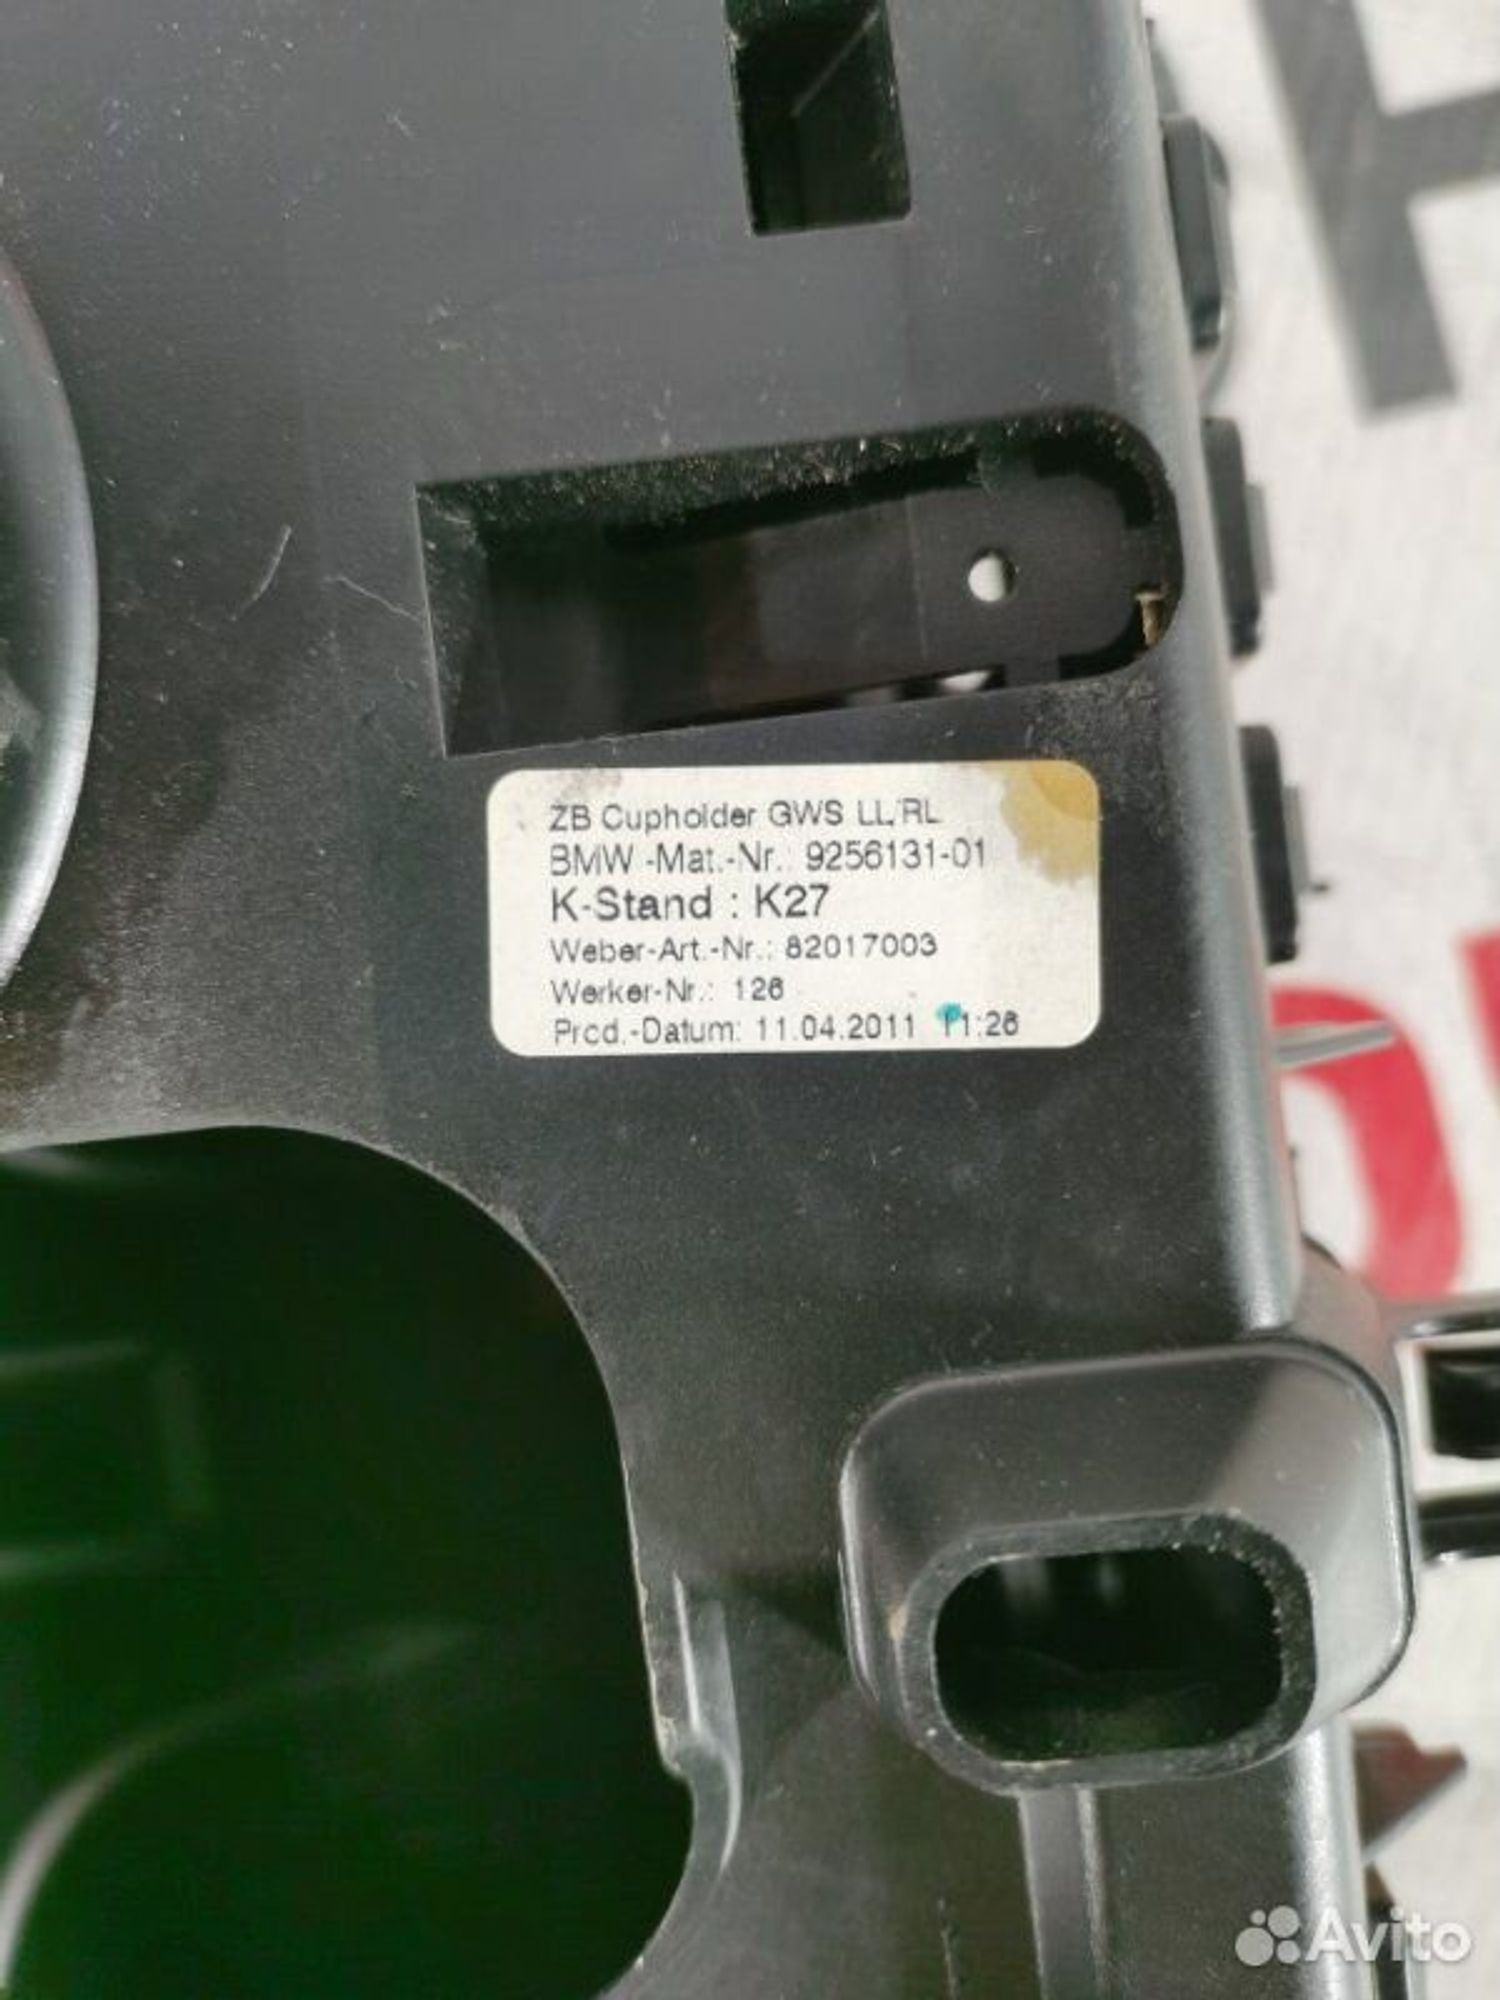 ZB Cupholder GWS LL/RL
BMW -Mat.-Nr.: 9256131-01
K-Stand : K27
Weber-Art.-Nr.: 82017003
Werker-Nr.: 126
Prod.-Datum: 11.04.2011 11:26
Avito